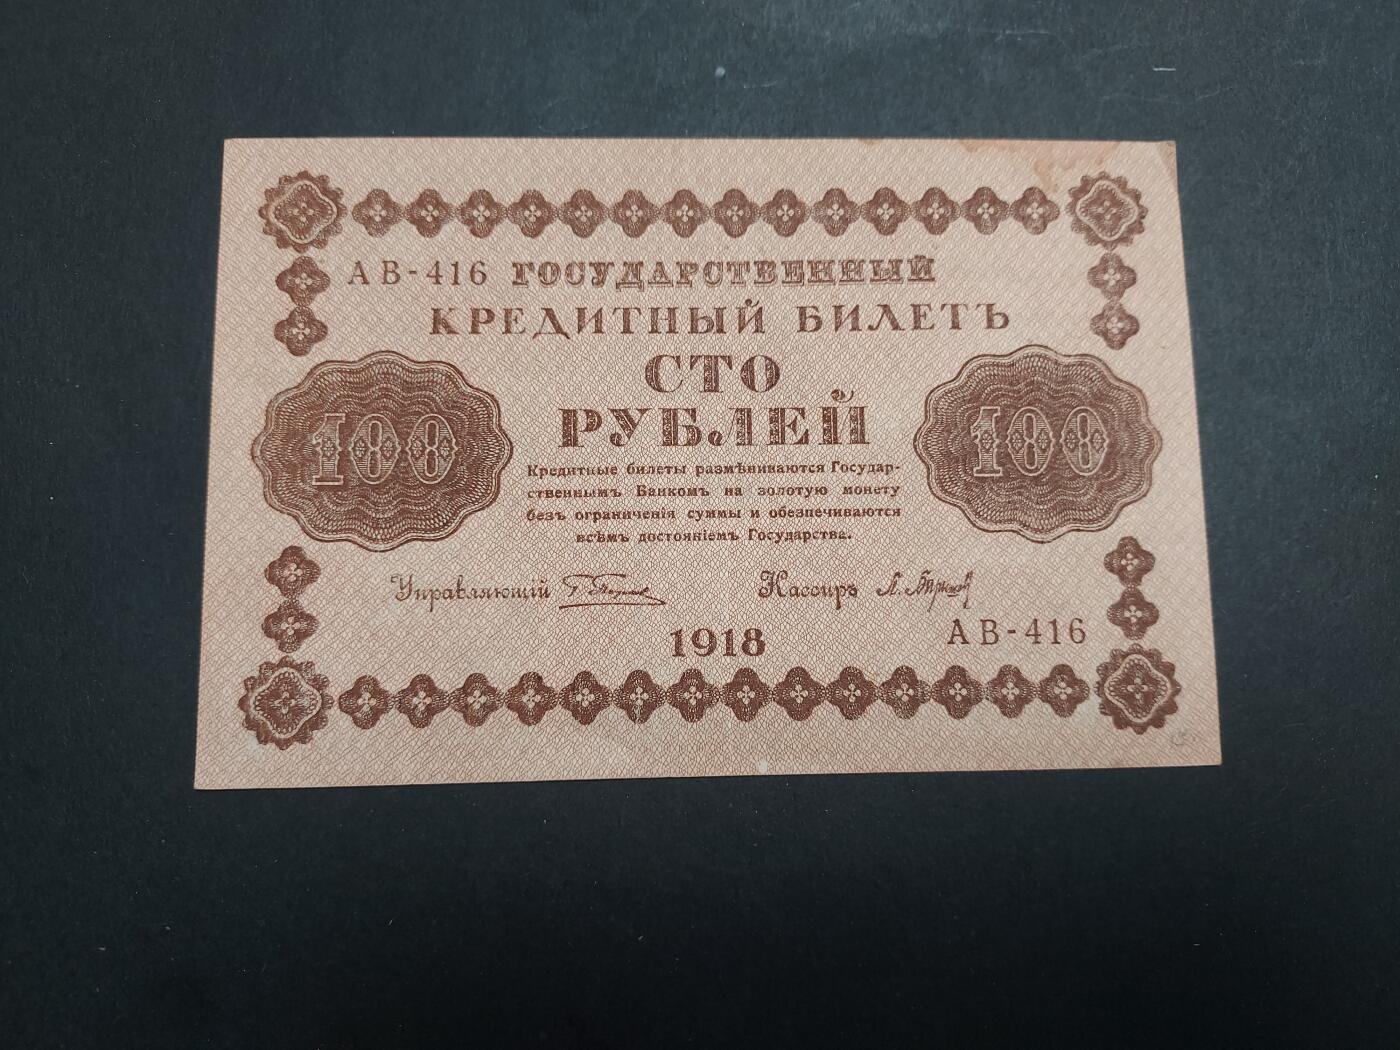 АВ-416 ГОСУДАРСТВЕННЫЙ
КРЕДИТНЫЙ БИЛЕТЪ
СТО
РУБЛЕЙ
100
100
Кредитные билеты размѣниваются Государ-
ственнымъ Банкомъ на золотую монету
безъ ограниченія суммы и обезпечиваются
всѣмъ достояніемъ Государства.
Управляющій
Кассиръ
1918
АВ-416